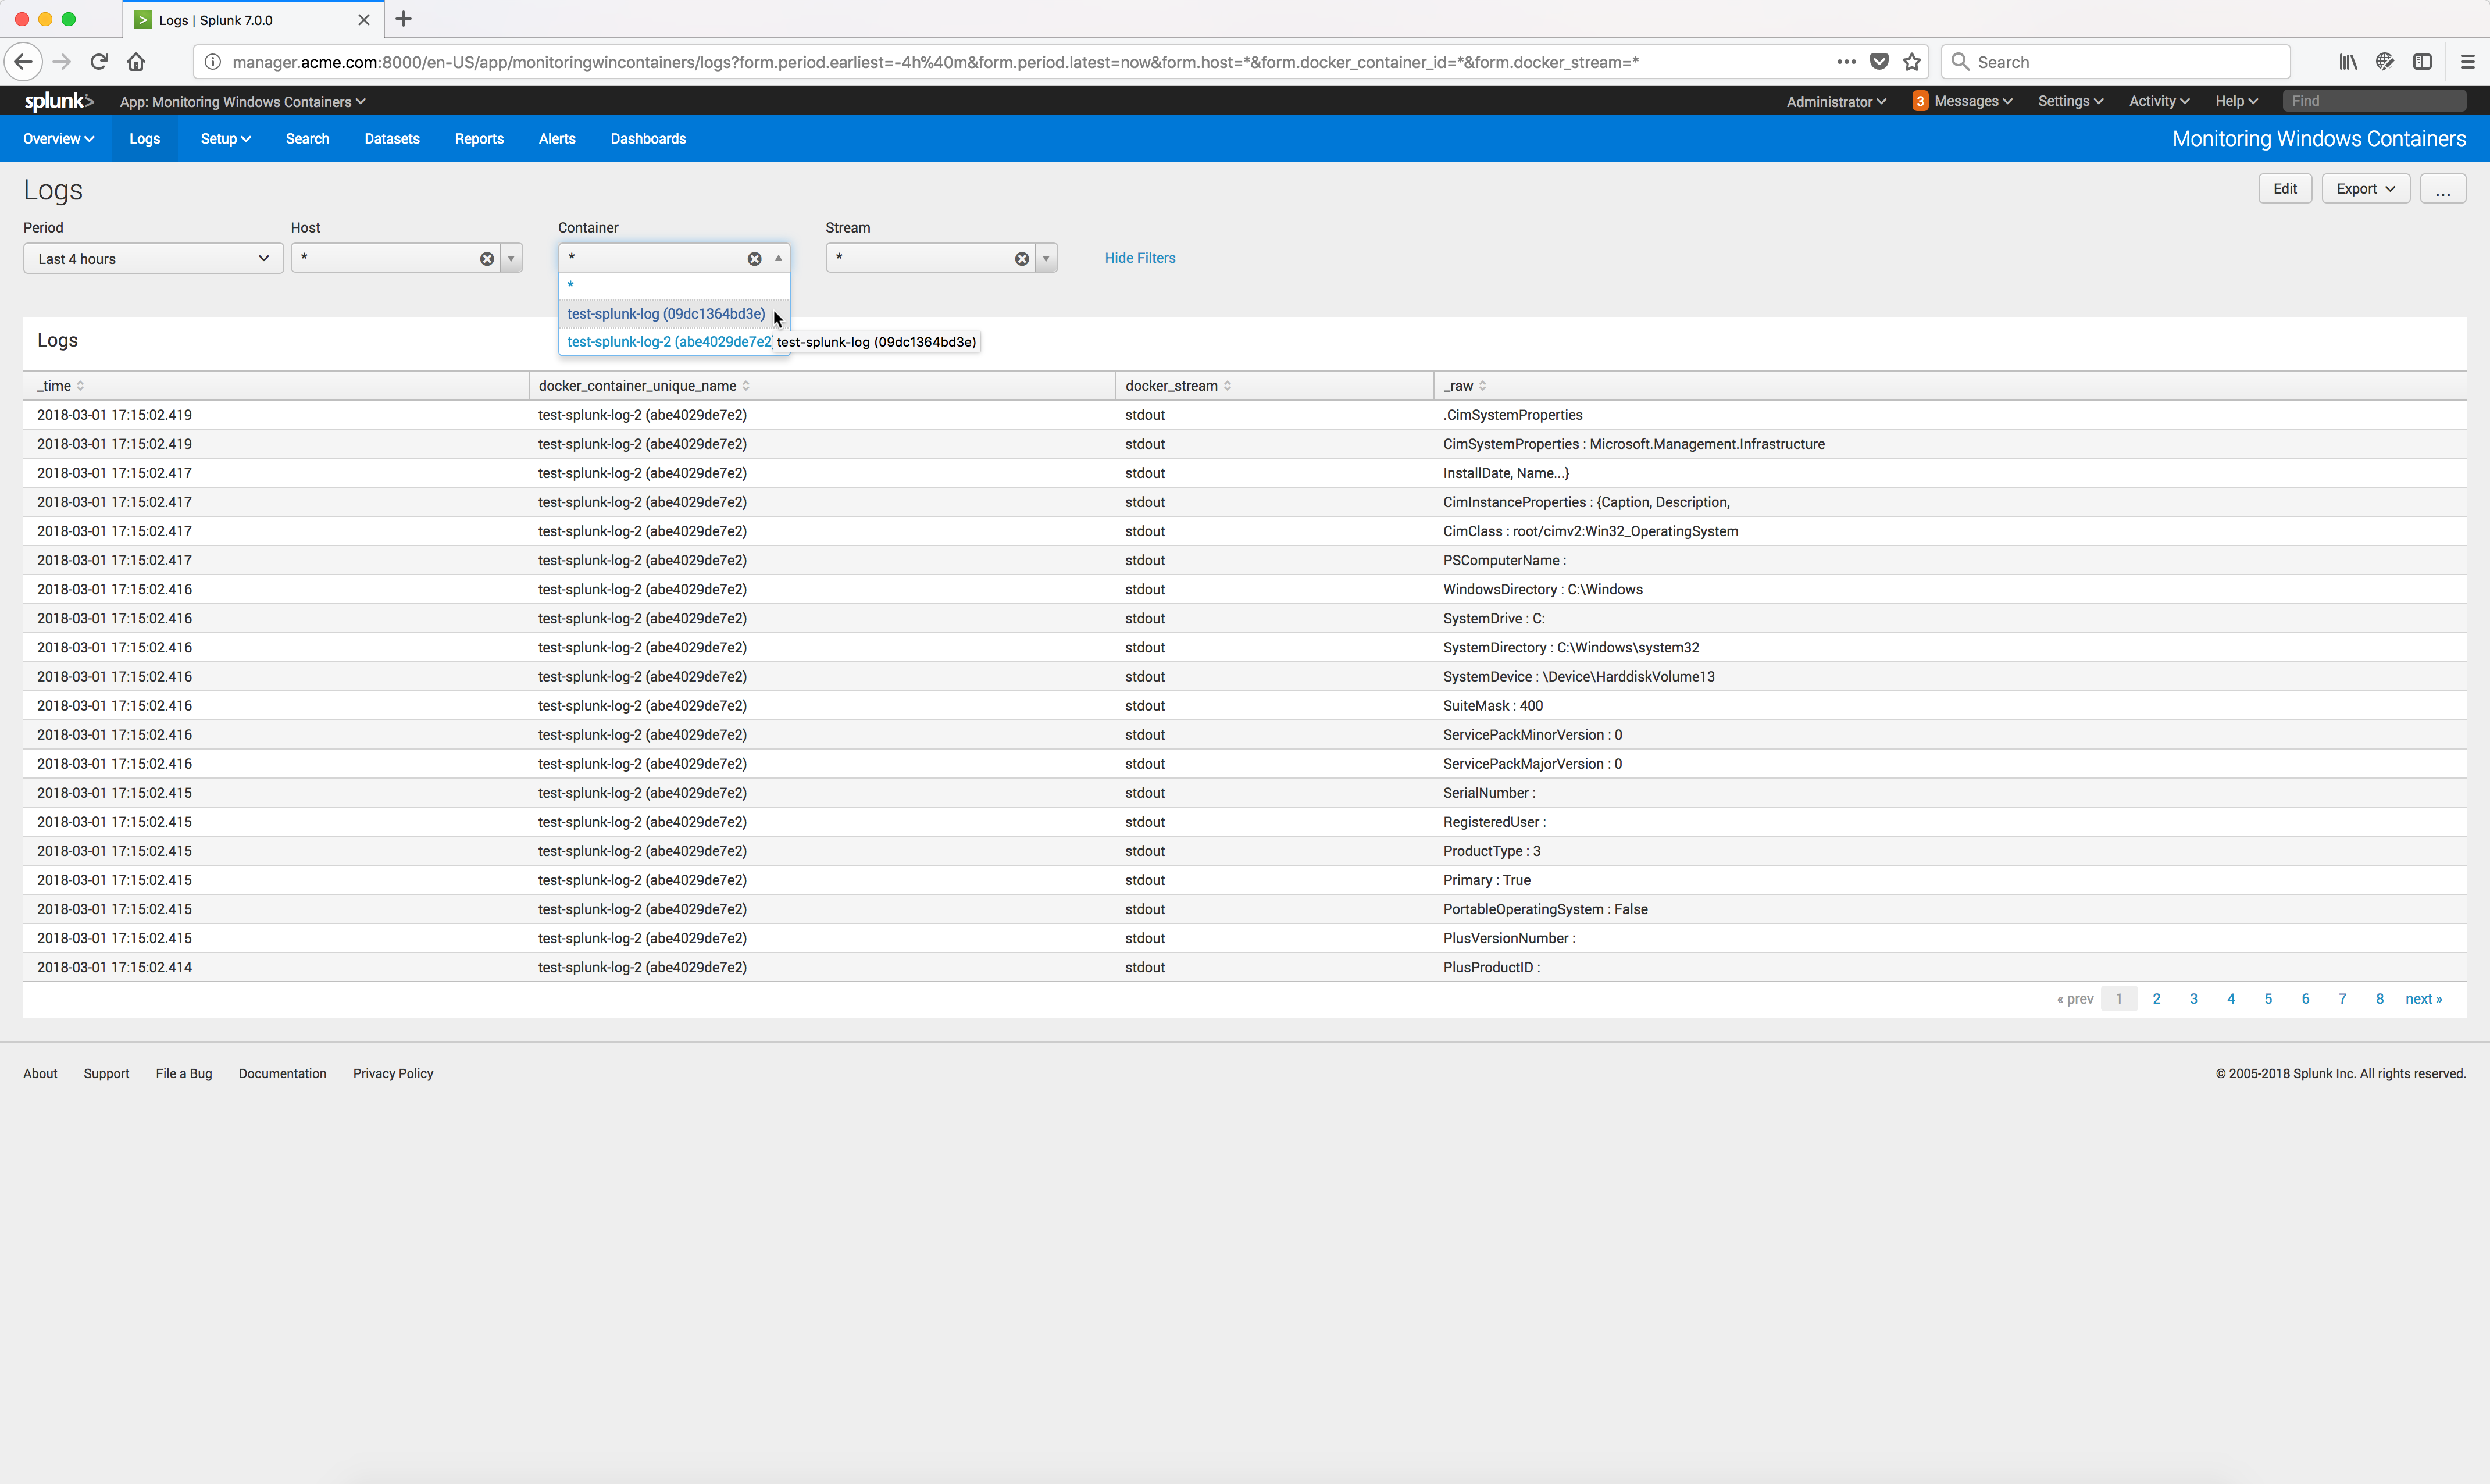 Logs | Splunk 7.0.0
manager.acme.com:8000/en-US/app/monitoringwincontainers/logs?form.period.earliest=-4h%40m&form.period.latest=now&form.host=*&form.docker_container_id=*&form.docker_stream=*
Search
splunk> App: Monitoring Windows Containers Administrator 3 Messages Settings Activity Help Find
Overview Logs Setup Search Datasets Reports Alerts Dashboards Monitoring Windows Containers
Logs Edit Export ...
Period Host Container Stream
Last 4 hours * * * Hide Filters
*
test-splunk-log (09dc1364bd3e)
test-splunk-log-2 (abe4029de7e2
test-splunk-log (09dc1364bd3e)
Logs
_time docker_container_unique_name docker_stream _raw
2018-03-01 17:15:02.419 test-splunk-log-2 (abe4029de7e2) stdout .CimSystemProperties
2018-03-01 17:15:02.419 test-splunk-log-2 (abe4029de7e2) stdout CimSystemProperties : Microsoft.Management.Infrastructure
2018-03-01 17:15:02.417 test-splunk-log-2 (abe4029de7e2) stdout InstallDate, Name...}
2018-03-01 17:15:02.417 test-splunk-log-2 (abe4029de7e2) stdout CimInstanceProperties : {Caption, Description,
2018-03-01 17:15:02.417 test-splunk-log-2 (abe4029de7e2) stdout CimClass : root/cimv2:Win32_OperatingSystem
2018-03-01 17:15:02.417 test-splunk-log-2 (abe4029de7e2) stdout PSComputerName :
2018-03-01 17:15:02.416 test-splunk-log-2 (abe4029de7e2) stdout WindowsDirectory : C:\Windows
2018-03-01 17:15:02.416 test-splunk-log-2 (abe4029de7e2) stdout SystemDrive : C:
2018-03-01 17:15:02.416 test-splunk-log-2 (abe4029de7e2) stdout SystemDirectory : C:\Windows\system32
2018-03-01 17:15:02.416 test-splunk-log-2 (abe4029de7e2) stdout SystemDevice : \Device\HarddiskVolume13
2018-03-01 17:15:02.416 test-splunk-log-2 (abe4029de7e2) stdout SuiteMask : 400
2018-03-01 17:15:02.416 test-splunk-log-2 (abe4029de7e2) stdout ServicePackMinorVersion : 0
2018-03-01 17:15:02.416 test-splunk-log-2 (abe4029de7e2) stdout ServicePackMajorVersion : 0
2018-03-01 17:15:02.415 test-splunk-log-2 (abe4029de7e2) stdout SerialNumber :
2018-03-01 17:15:02.415 test-splunk-log-2 (abe4029de7e2) stdout RegisteredUser :
2018-03-01 17:15:02.415 test-splunk-log-2 (abe4029de7e2) stdout ProductType : 3
2018-03-01 17:15:02.415 test-splunk-log-2 (abe4029de7e2) stdout Primary : True
2018-03-01 17:15:02.415 test-splunk-log-2 (abe4029de7e2) stdout PortableOperatingSystem : False
2018-03-01 17:15:02.415 test-splunk-log-2 (abe4029de7e2) stdout PlusVersionNumber :
2018-03-01 17:15:02.414 test-splunk-log-2 (abe4029de7e2) stdout PlusProductID :
« prev 1 2 3 4 5 6 7 8 next »
About Support File a Bug Documentation Privacy Policy © 2005-2018 Splunk Inc. All rights reserved.